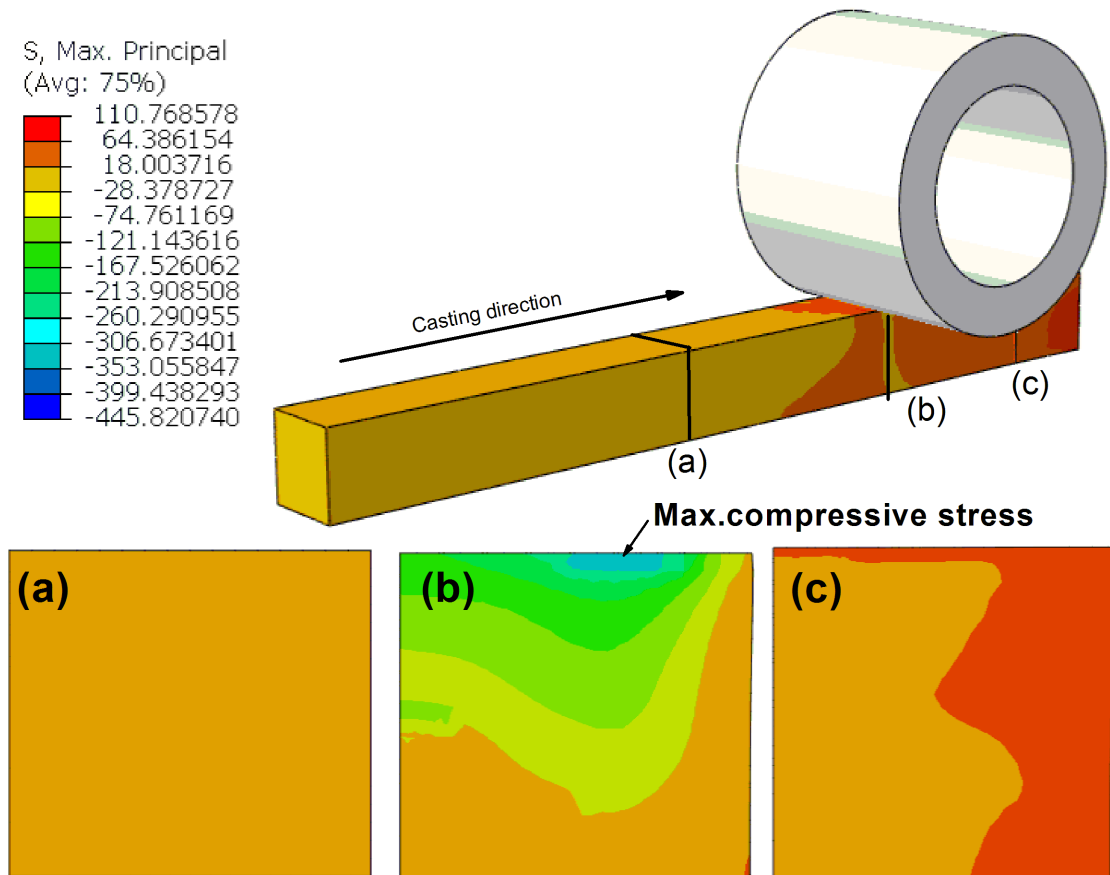 S, Max. Principal
(Avg: 75%)
110.768578
64.386154
18.003716
-28.378727
-74.761169
-121.143616
-167.526062
-213.908508
-260.290955
-306.673401
-353.055847
-399.438293
-445.820740
Casting direction
(a)
(b)
(c)
Max.compressive stress
(a)
(b)
(c)